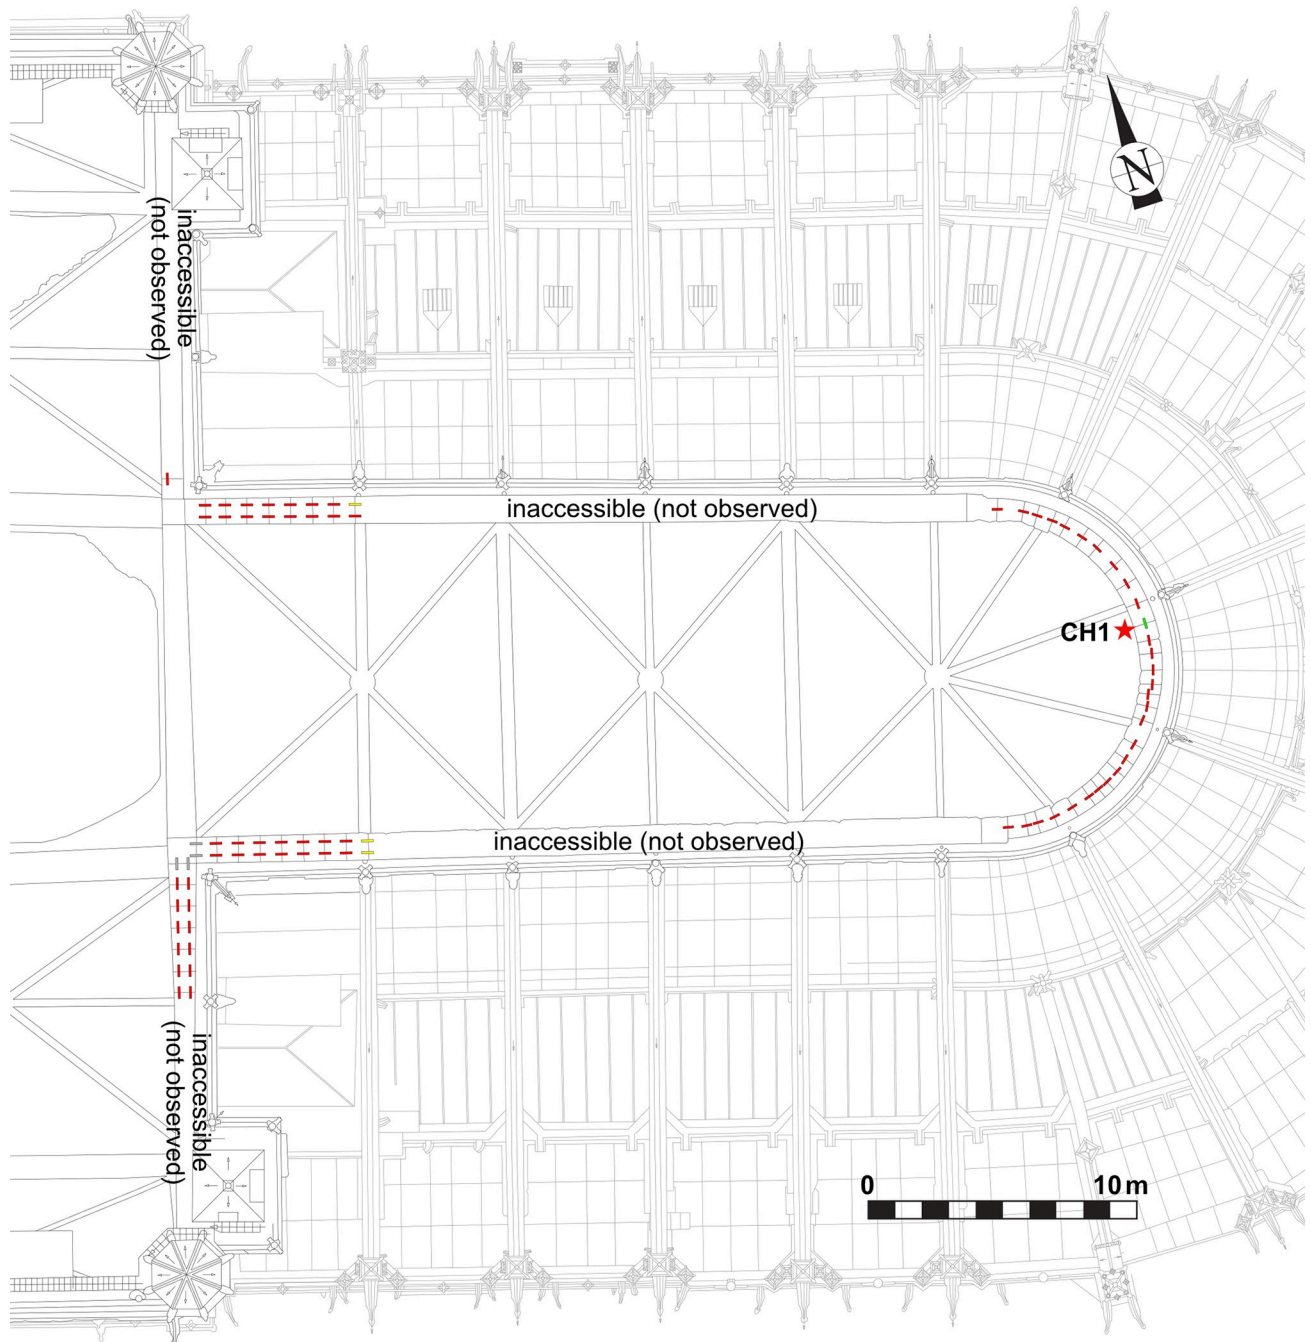 N
inaccessible
(not observed)
inaccessible (not observed)
CH1
inaccessible (not observed)
inaccessible
(not observed)
0 10 m